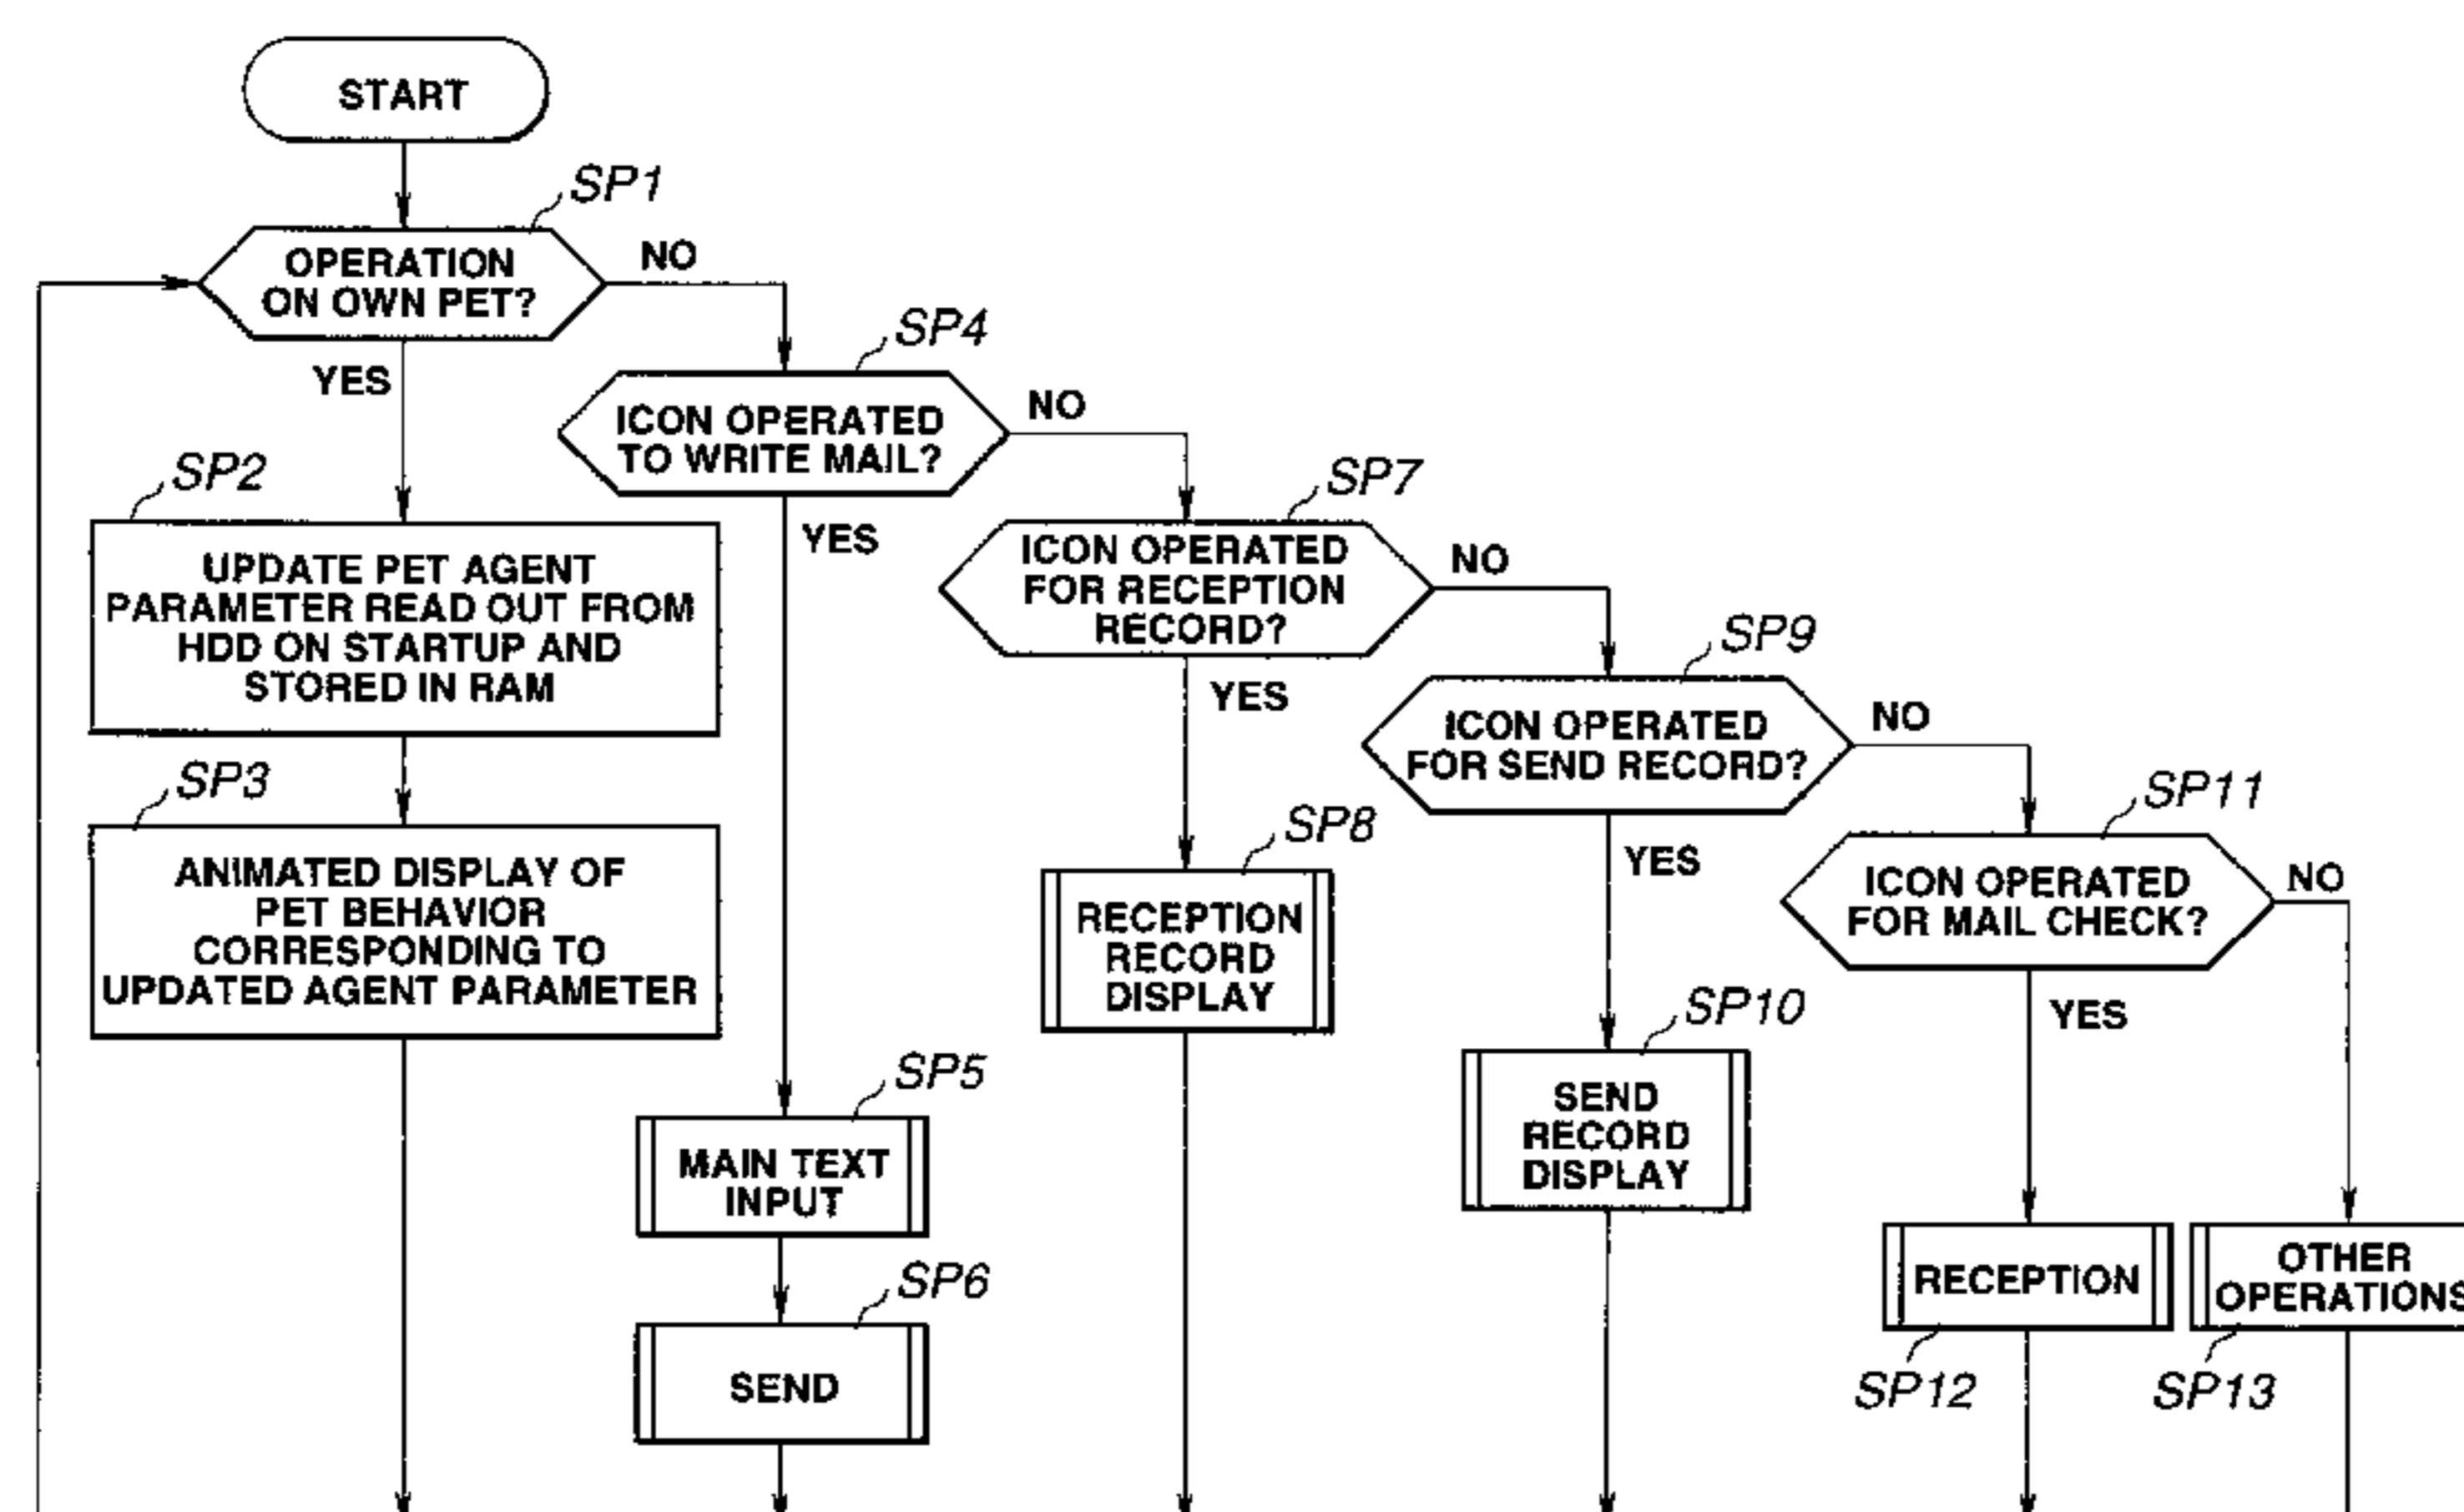 START
SP1
OPERATION
ON OWN PET?
NO
YES
SP4
ICON OPERATED
TO WRITE MAIL?
NO
YES
SP2
UPDATE PET AGENT
PARAMETER READ OUT FROM
HDD ON STARTUP AND
STORED IN RAM
SP7
ICON OPERATED
FOR RECEPTION
RECORD?
NO
YES
SP9
ICON OPERATED
FOR SEND RECORD?
NO
YES
SP3
ANIMATED DISPLAY OF
PET BEHAVIOR
CORRESPONDING TO
UPDATED AGENT PARAMETER
SP8
RECEPTION
RECORD
DISPLAY
SP11
ICON OPERATED
FOR MAIL CHECK?
NO
YES
SP10
SEND
RECORD
DISPLAY
SP5
MAIN TEXT
INPUT
SP6
SEND
RECEPTION
SP12
OTHER
OPERATIONS
SP13